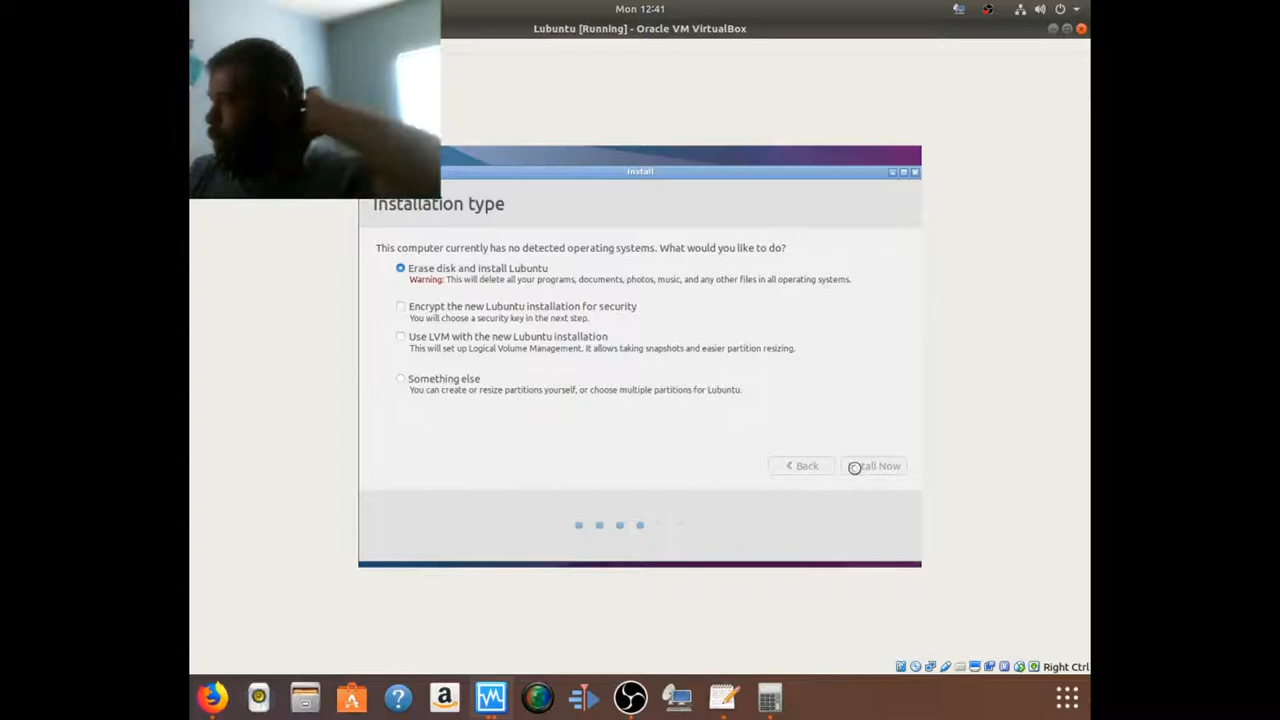 Mon 12:41
Lubuntu [Running] - Oracle VM VirtualBox
Install
Installation type
This computer currently has no detected operating systems. What would you like to do?
Erase disk and install Lubuntu
Warning: This will delete all your programs, documents, photos, music, and any other files in all operating systems.
Encrypt the new Lubuntu installation for security
You will choose a security key in the next step.
Use LVM with the new Lubuntu installation
This will set up Logical Volume Management. It allows taking snapshots and easier partition resizing.
Something else
You can create or resize partitions yourself, or choose multiple partitions for Lubuntu.
Back
Now
Right Ctrl